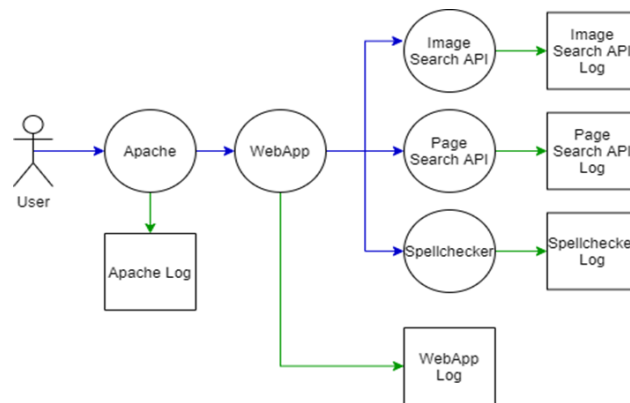 Image
Search API
Image
Search API
Log
User
Apache
WebApp
Page
Search API
Page
Search API
Log
Apache Log
Spellchecker
Spellchecker
Log
WebApp
Log